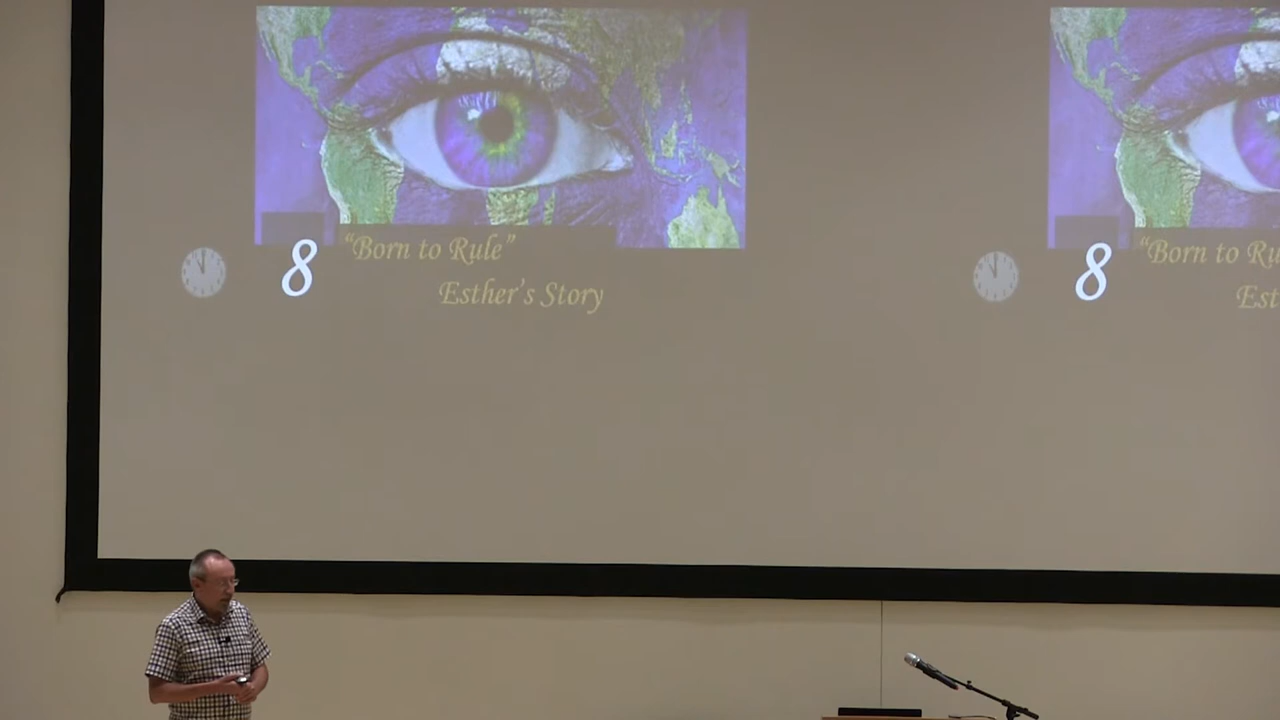 8 "Born to Rule"
Esther's Story
8 "Born to Ru
Est